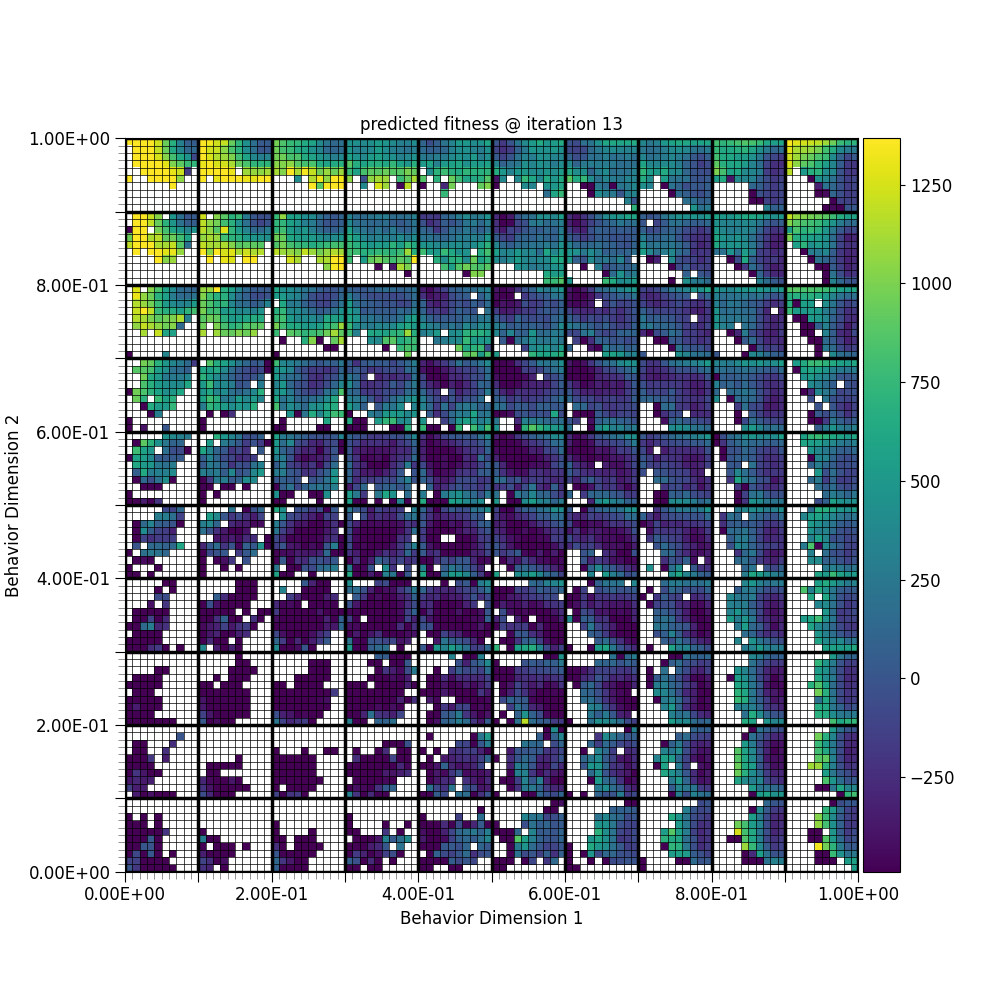 predicted fitness @ iteration 13
1.00E+00
8.00E-01
6.00E-01
4.00E-01
2.00E-01
0.00E+00
Behavior Dimension 2
0.00E+00 2.00E-01 4.00E-01 6.00E-01 8.00E-01 1.00E+00
Behavior Dimension 1
1250
1000
750
500
250
0
−250